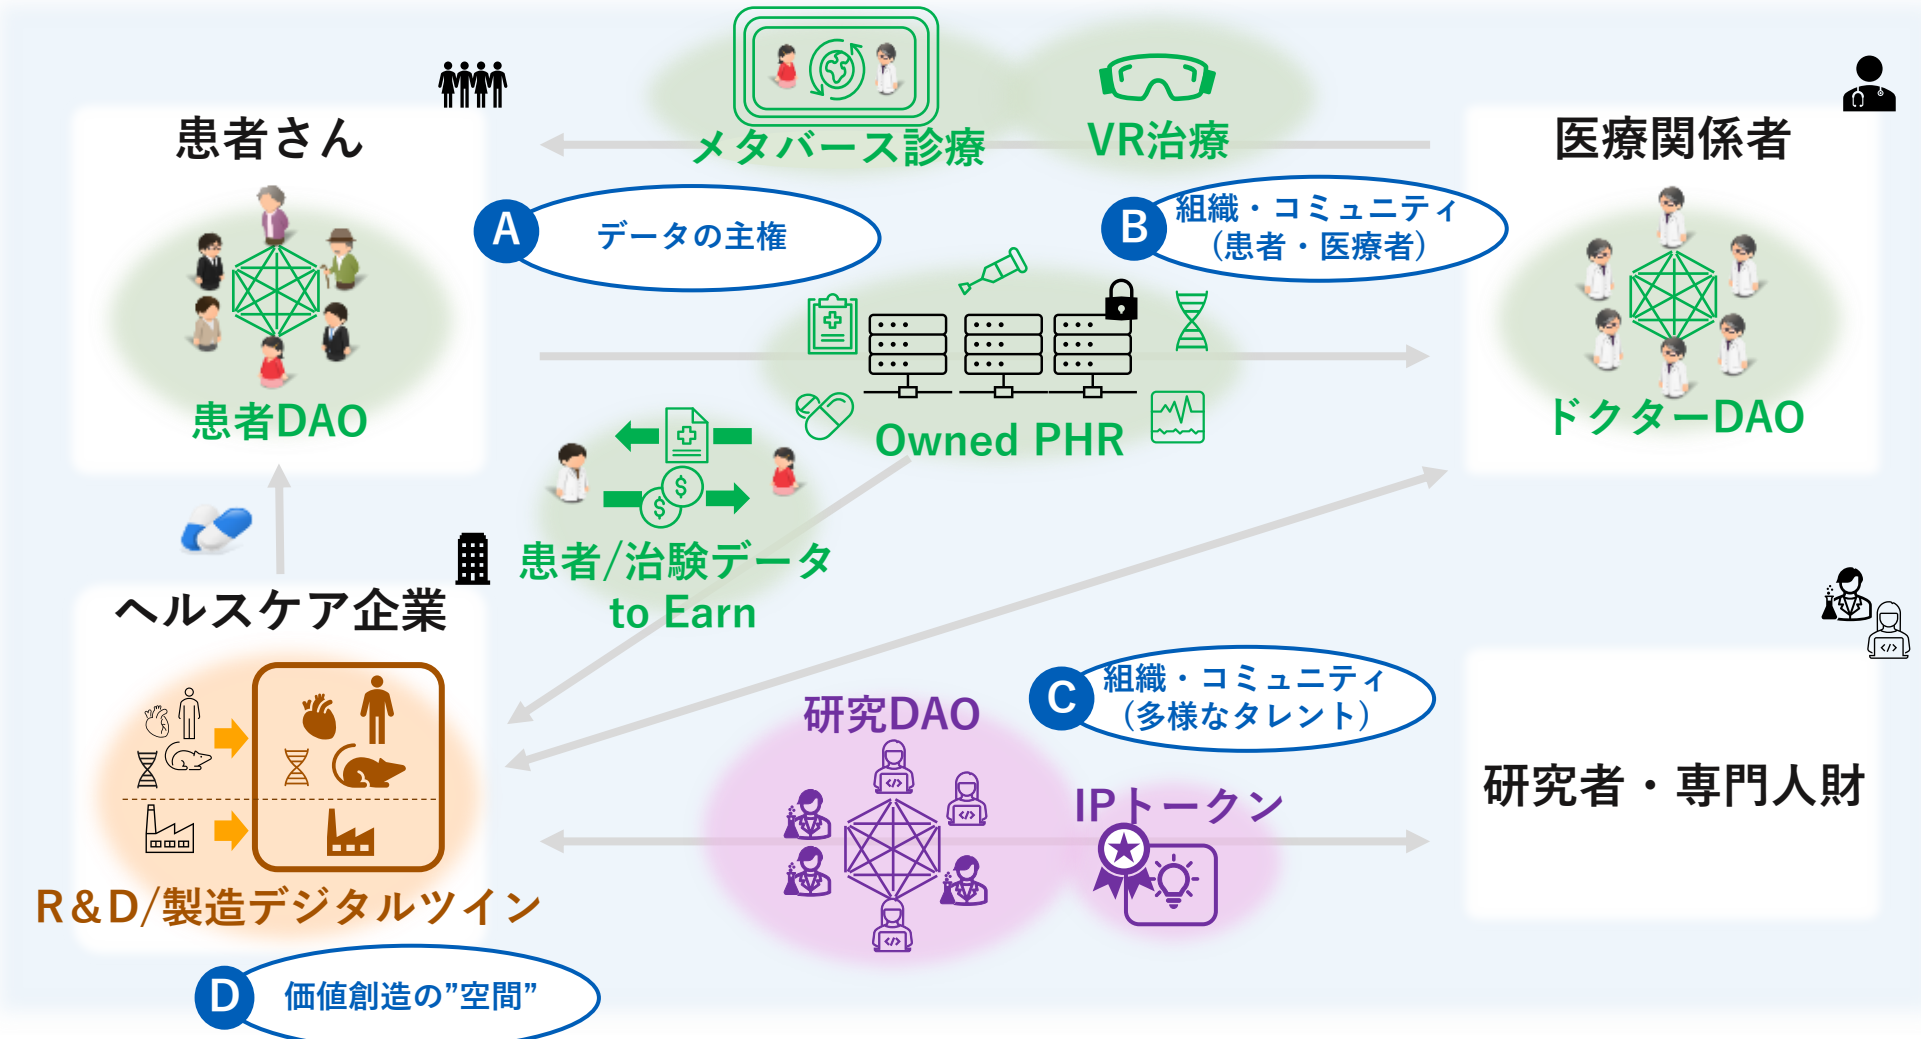 患者さん
メタバース診療
VR治療
医療関係者
A
データの主権
B
組織・コミュニティ
(患者・医療者)
患者DAO
Owned PHR
ドクターDAO
患者/治験データ
to Earn
ヘルスケア企業
C
組織・コミュニティ
(多様なタレント)
研究DAO
IPトークン
研究者・専門人財
R＆D/製造デジタルツイン
D
価値創造の”空間”